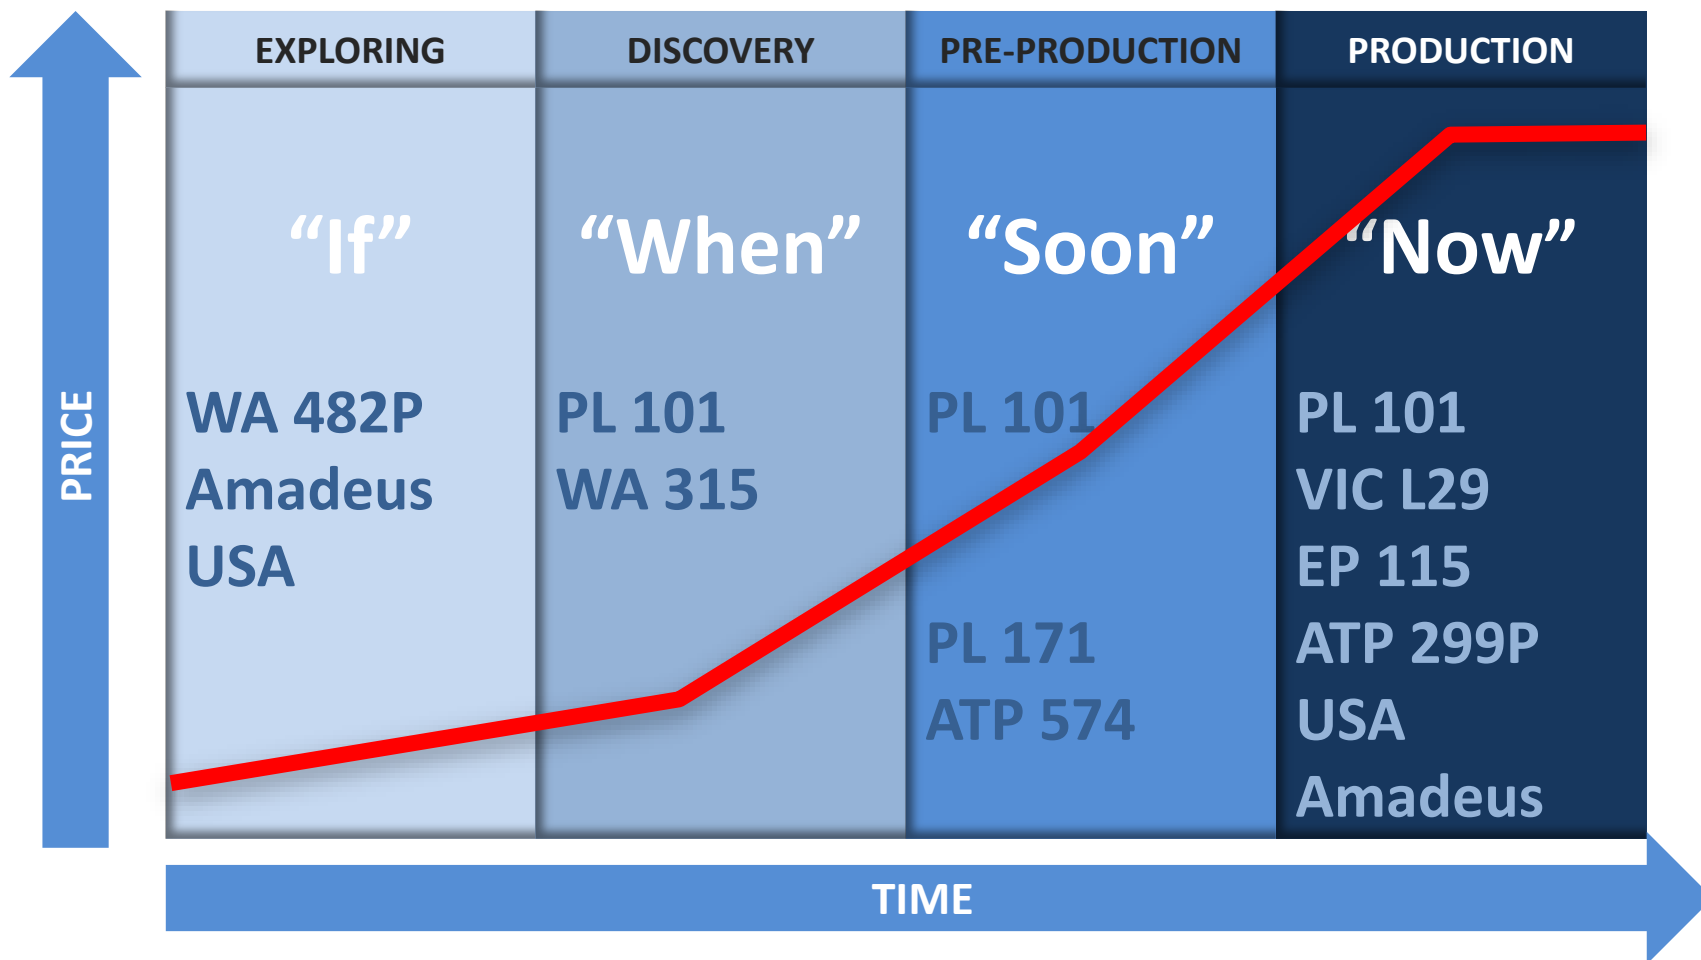 EXPLORING
DISCOVERY
PRE-PRODUCTION
PRODUCTION
“If”
“When”
“Soon”
“Now”
WA 482P
Amadeus
USA
PL 101
WA 315
PL 101
PL 171
ATP 574
PL 101
VIC L29
EP 115
ATP 299P
USA
Amadeus
PRICE
TIME